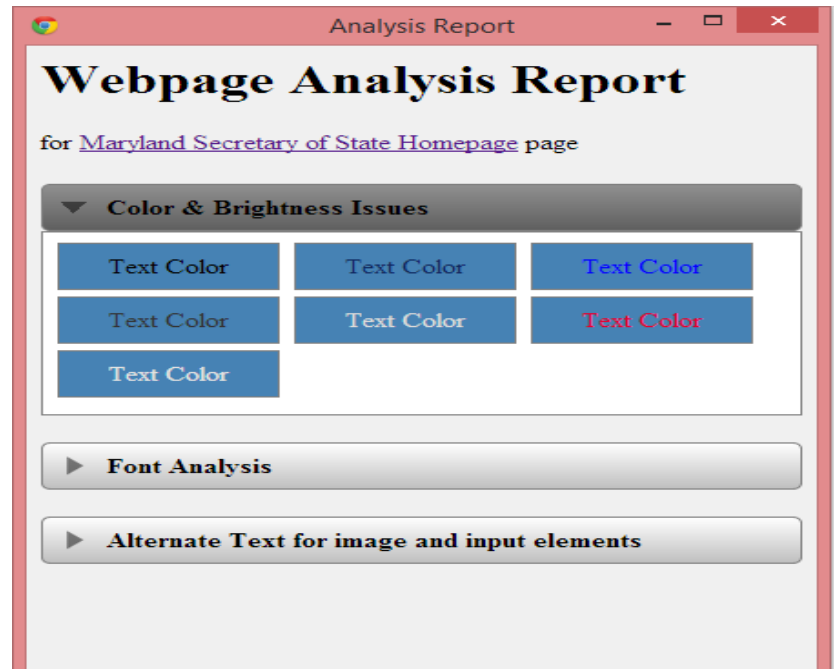 Analysis Report
Webpage Analysis Report
for Maryland Secretary of State Homepage page
Color & Brightness Issues
Text Color Text Color Text Color
Text Color Text Color Text Color
Text Color
Font Analysis
Alternate Text for image and input elements